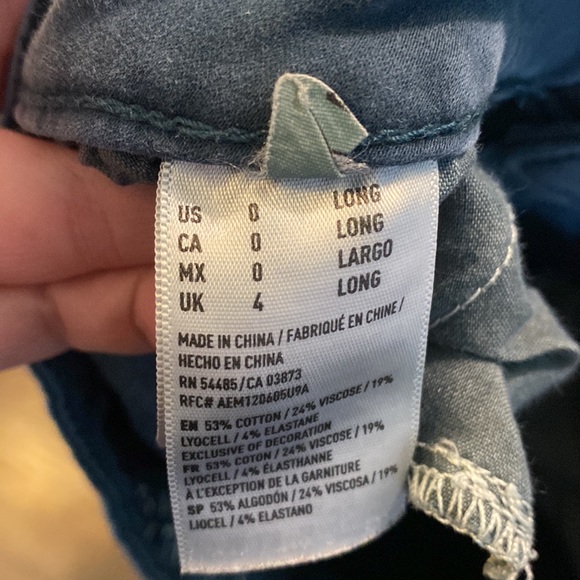 US 0 LONG
CA 0 LONG
MX 0 LARGO
UK 4 LONG
MADE IN CHINA / FABRIQUÉ EN CHINE /
HECHO EN CHINA
RN 54485/CA 03873
RFC# AEM120605U9A
EN 53% COTTON / 24% VISCOSE / 19%
LYOCELL / 4% ELASTANE
EXCLUSIVE OF DECORATION
FR 53% COTON / 24% VISCOSE / 19%
LYOCELL / 4% ÉLASTHANNE
À L'EXCEPTION DE LA GARNITURE
SP 53% ALGODÓN / 24% VISCOSA / 19%
LIOCEL / 4% ELASTANO